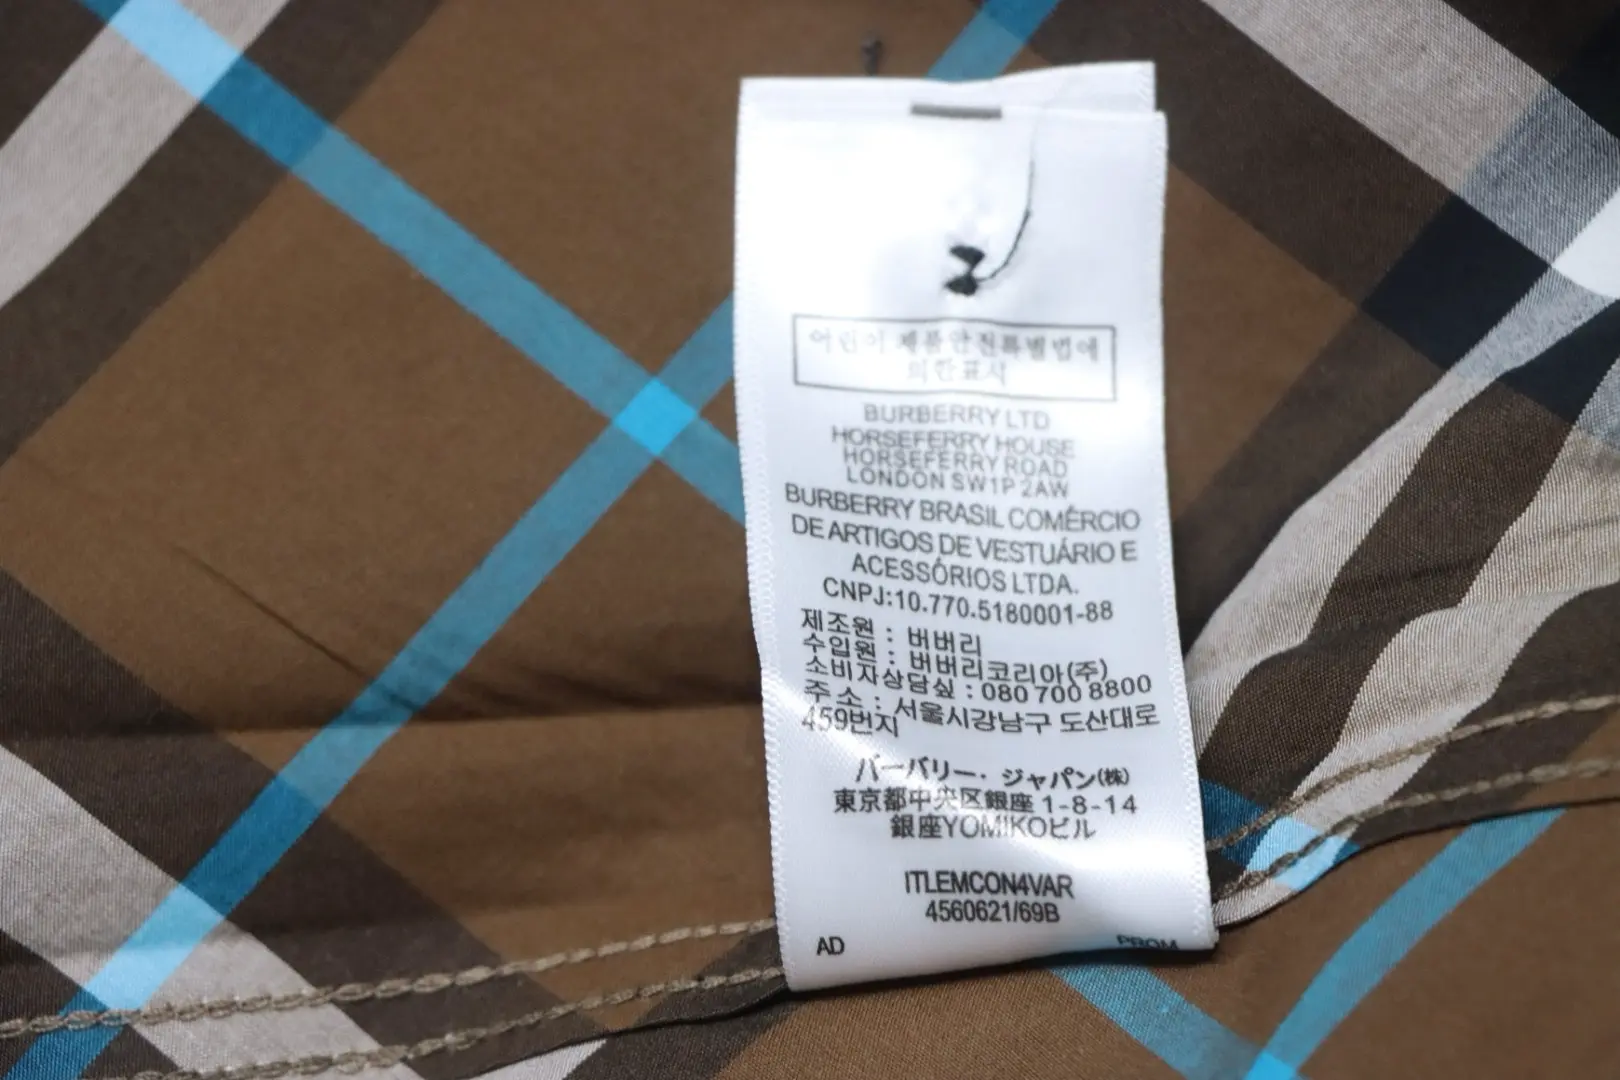 어린이제품안전특별법에
의한표시
BURBERRY LTD
HORSEFERRY HOUSE
HORSEFERRY ROAD
LONDON SW1P 2AW
BURBERRY BRASIL COMÉRCIO
DE ARTIGOS DE VESTUÁRIO E
ACESSÓRIOS LTDA.
CNPJ:10.770.5180001-88
제조원 : 버버리
수입원 : 버버리코리아(주)
소비자상담실 : 080 700 8800
주 소 : 서울시강남구 도산대로
459번지
バーバリー・ジャパン(株)
東京都中央区銀座 1-8-14
銀座YOMIKOビル
ITLEMCON4VAR
4560621/69B
AD
PROM